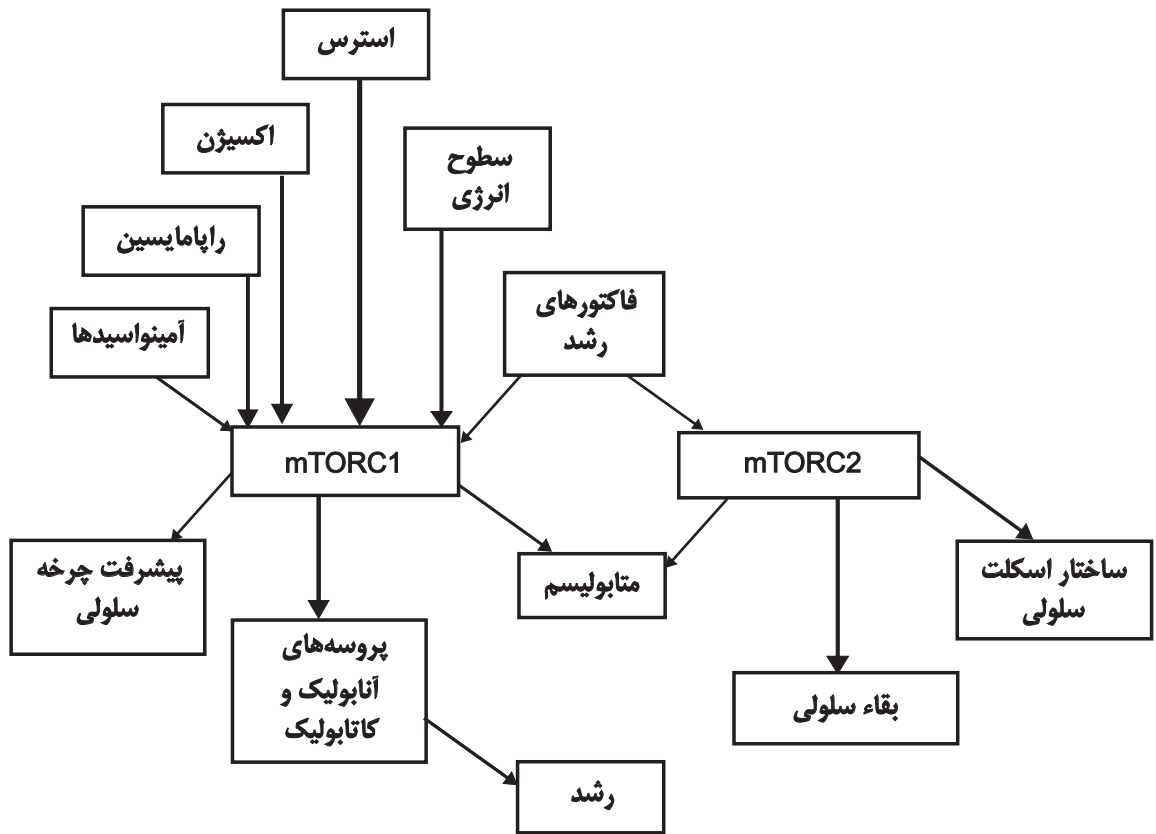 استرس
اکسیژن
سطوح
انرژی
راپامایسین
فاکتورهای
رشد
آمینواسیدها
mTORC1
mTORC2
پیشرفت چرخه
سلولی
متابولیسم
ساختار اسکلت
سلولی
پروسه‌های
آنابولیک و
کاتابولیک
بقاء سلولی
رشد